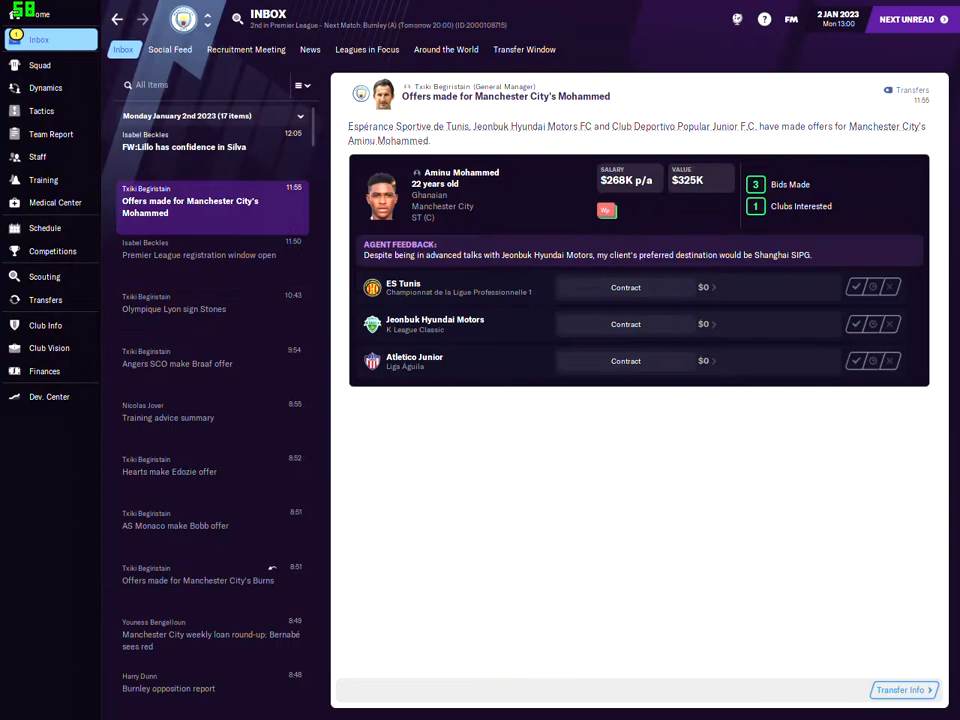 58
ome
INBOX
2nd in Premier League - Next Match: Burnley (A) (Tomorrow 20:00) (ID:2000108715)
FM
2 JAN 2023
Mon 13:00
NEXT UNREAD
1
Inbox
Squad
Dynamics
Tactics
Team Report
Staff
Training
Medical Center
Schedule
Competitions
Scouting
Transfers
Club Info
Club Vision
Finances
Dev. Center
Inbox
Social Feed
Recruitment Meeting
News
Leagues in Focus
Around the World
Transfer Window
All Items
Monday January 2nd 2023 (17 items)
Isabel Beckles
12:05
FW:Lillo has confidence in Silva
Txiki Begiristain
11:55
Offers made for Manchester City's
Mohammed
Isabel Beckles
11:50
Premier League registration window open
Txiki Begiristain
10:43
Olympique Lyon sign Stones
Txiki Begiristain
9:54
Angers SCO make Braaf offer
Nicolas Jover
8:55
Training advice summary
Txiki Begiristain
8:52
Hearts make Edozie offer
Txiki Begiristain
8:51
AS Monaco make Bobb offer
Txiki Begiristain
8:51
Offers made for Manchester City's Burns
Youness Bengelloun
8:49
Manchester City weekly loan round-up: Bernabé
sees red
Harry Dunn
8:48
Burnley opposition report
Txiki Begiristain (General Manager)
Offers made for Manchester City's Mohammed
Transfers
11:55
Espérance Sportive de Tunis, Jeonbuk Hyundai Motors FC and Club Deportivo Popular Junior F.C. have made offers for Manchester City's
Aminu Mohammed.
Aminu Mohammed
22 years old
Ghanaian
Manchester City
ST (C)
SALARY
$268K p/a
VALUE
$325K
Wp
3 Bids Made
1 Clubs Interested
AGENT FEEDBACK:
Despite being in advanced talks with Jeonbuk Hyundai Motors, my client's preferred destination would be Shanghai SIPG.
ES Tunis
Championnat de la Ligue Professionnelle 1
Contract
$0
Jeonbuk Hyundai Motors
K League Classic
Contract
$0
Atletico Junior
Liga Aguila
Contract
$0
Transfer Info